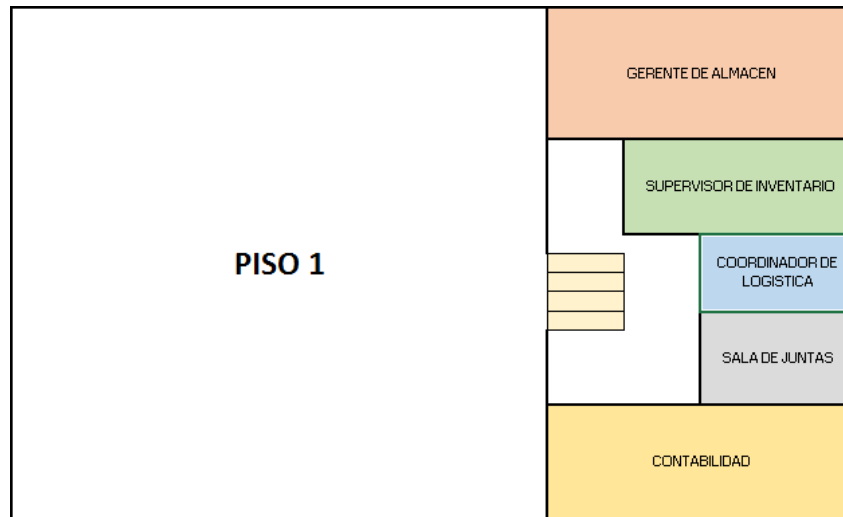 GERENTE DE ALMACEN
SUPERVISOR DE INVENTARIO
PISO 1
COORDINADOR DE
LOGISTICA
SALA DE JUNTAS
CONTABILIDAD